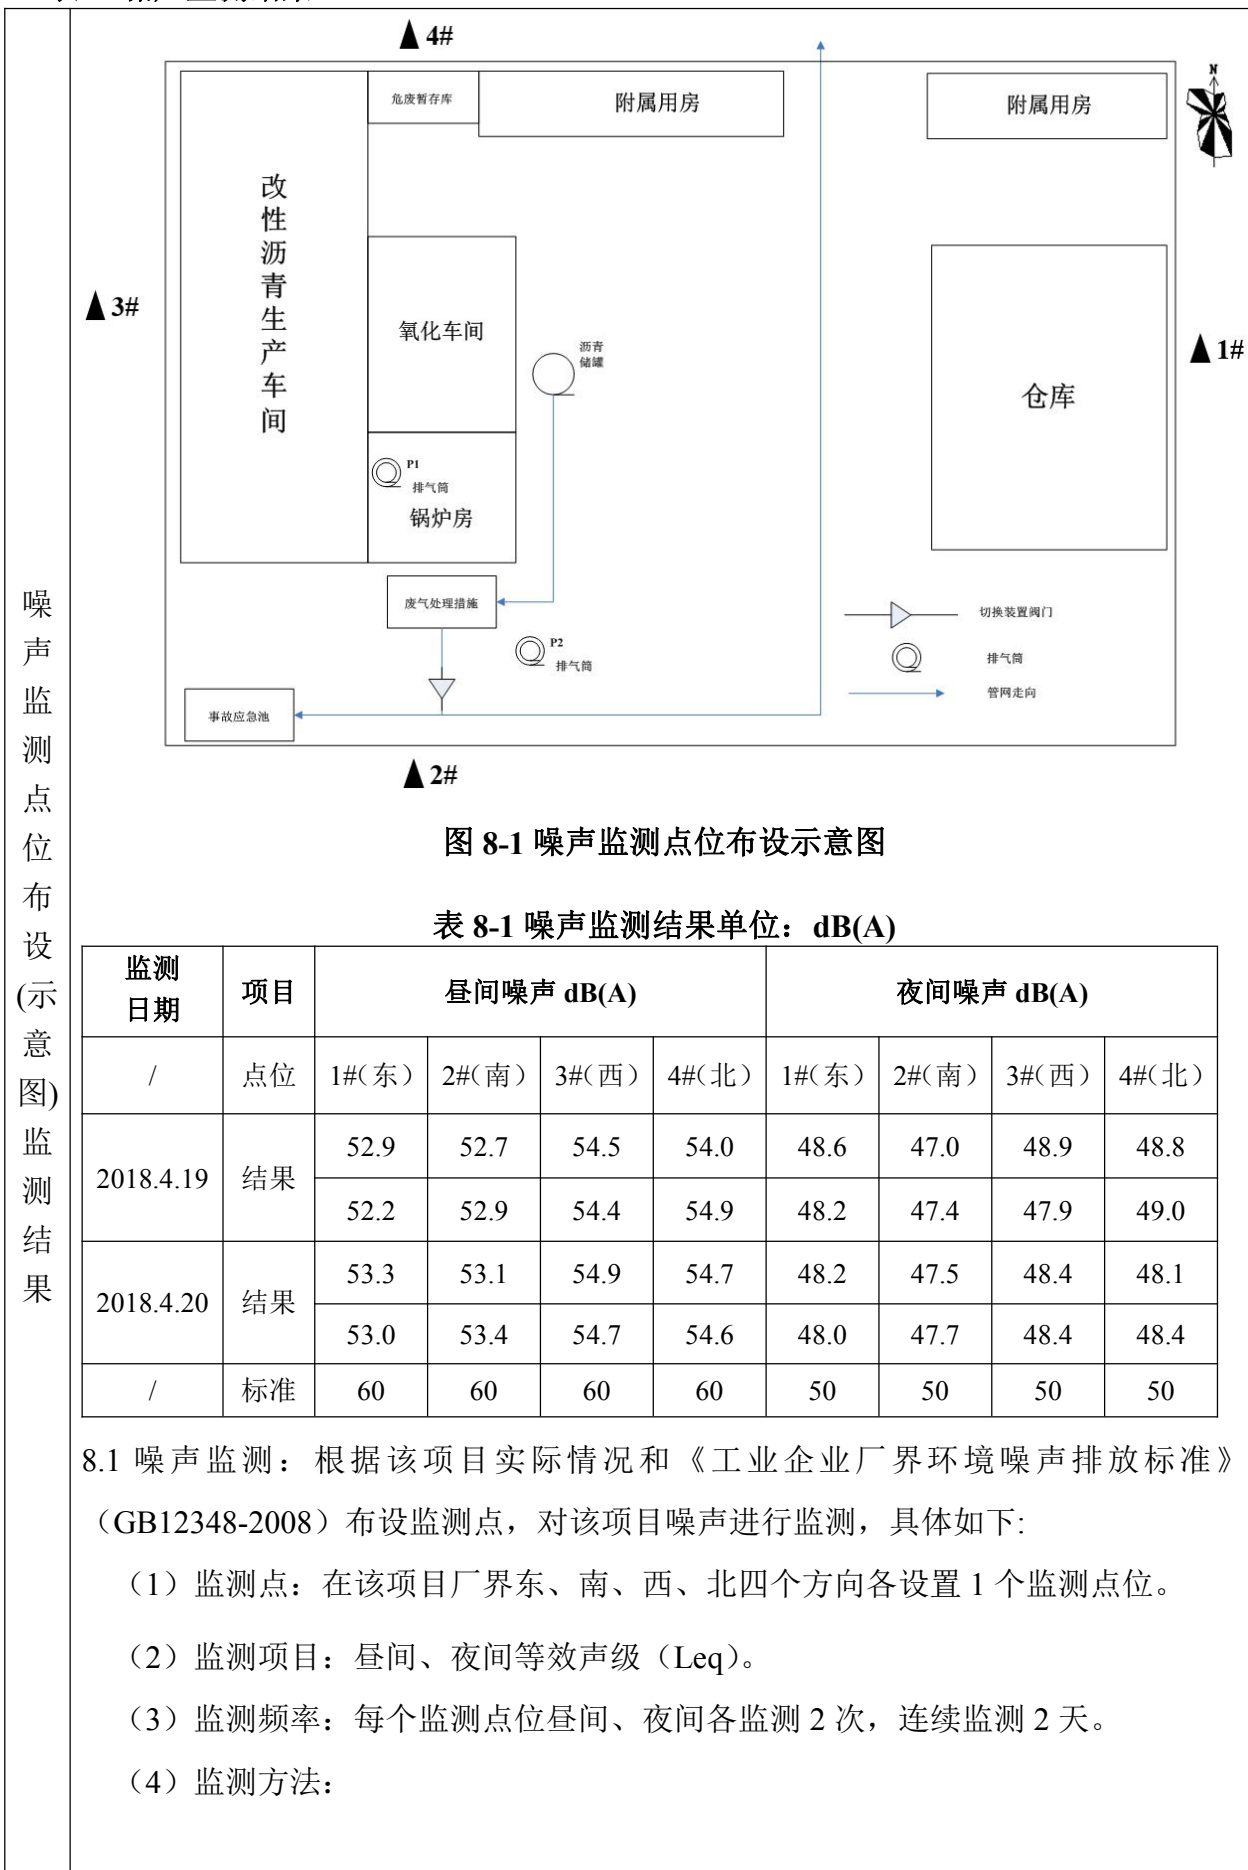 噪声监测点位布设(示意图)监测结果
4#
N
危废暂存库
附属用房
附属用房
改性沥青生产车间
3#
氧化车间
沥青
储罐
1#
仓库
P1
排气筒
锅炉房
废气处理措施
切换装置阀门
P2
排气筒
排气筒
管网走向
事故应急池
2#
图 8-1 噪声监测点位布设示意图
表 8-1 噪声监测结果单位：dB(A)
监测日期 项目 昼间噪声 dB(A) 夜间噪声 dB(A)
/ 点位 1#（东） 2#（南） 3#（西） 4#（北） 1#（东） 2#（南） 3#（西） 4#（北）
2018.4.19 结果 52.9 52.7 54.5 54.0 48.6 47.0 48.9 48.8
52.2 52.9 54.4 54.9 48.2 47.4 47.9 49.0
2018.4.20 结果 53.3 53.1 54.9 54.7 48.2 47.5 48.4 48.1
53.0 53.4 54.7 54.6 48.0 47.7 48.4 48.4
/ 标准 60 60 60 60 50 50 50 50
8.1 噪声监测：根据该项目实际情况和《工业企业厂界环境噪声排放标准》
（GB12348-2008）布设监测点，对该项目噪声进行监测，具体如下:
（1）监测点：在该项目厂界东、南、西、北四个方向各设置 1 个监测点位。
（2）监测项目：昼间、夜间等效声级（Leq）。
（3）监测频率：每个监测点位昼间、夜间各监测 2 次，连续监测 2 天。
（4）监测方法：